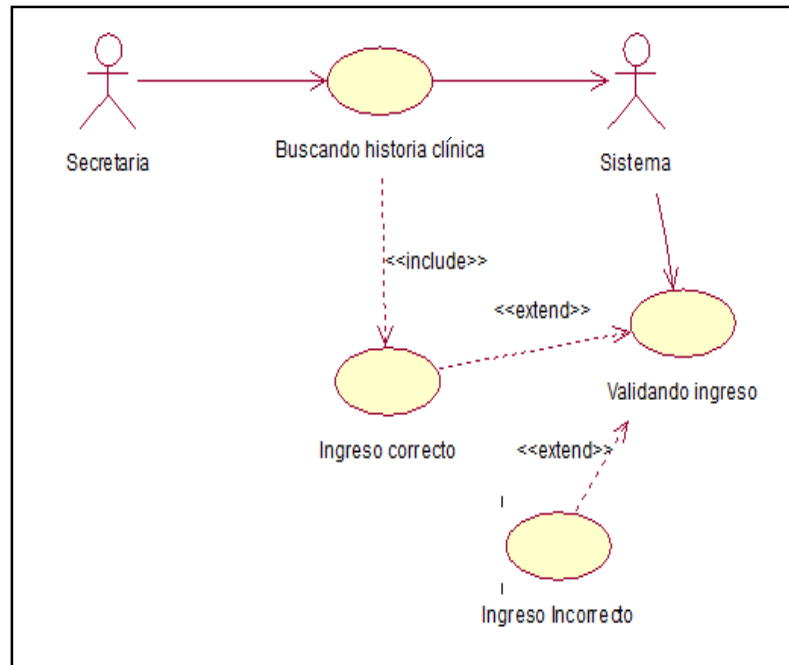 Secretaria
Buscando historia clínica
Sistema
<<include>>
<<extend>>
Ingreso correcto
Validando ingreso
<<extend>>
Ingreso Incorrecto